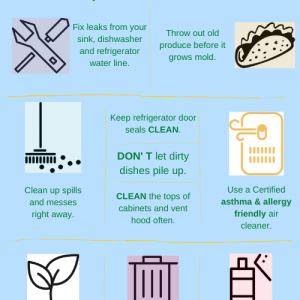 Fix leaks from your
sink, dishwasher
and refrigerator
water line.
Throw out old
produce before it
grows mold.
Clean up spills
and messes
right away.
Keep refrigerator door
seals CLEAN.
DON' T let dirty
dishes pile up.
CLEAN the tops of
cabinets and vent
hood often.
Use a Certified
asthma & allergy
friendly air
cleaner.